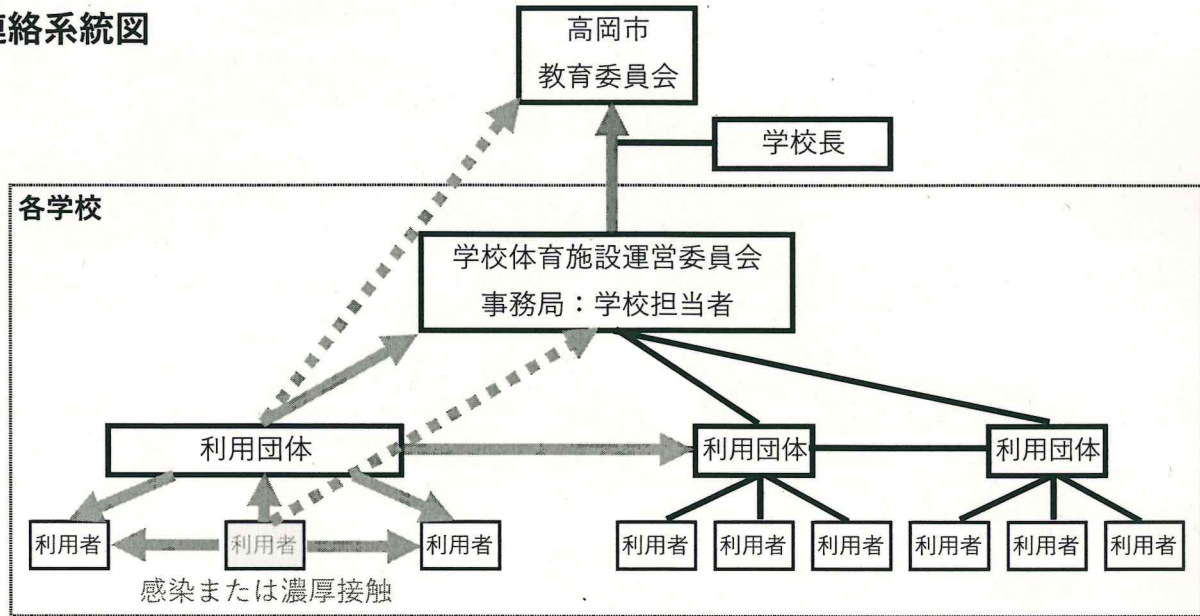 絡系統図
高岡市
教育委員会
学校長
各学校
学校体育施設運営委員会
事務局：学校担当者
利用団体
利用団体
利用団体
利用者
利用者
利用者
利用者
利用者
利用者
利用者
利用者
利用者
感染または濃厚接触